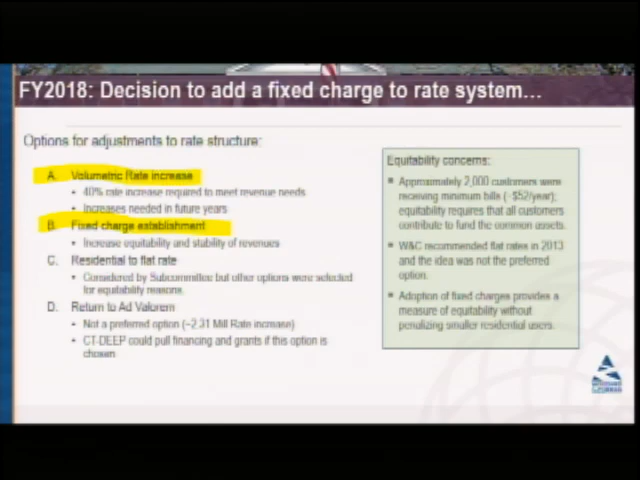 FY2018: Decision to add a fixed charge to rate system…
Options for adjustments to rate structure:
A. Volumetric Rate increase
• 40% rate increase required to meet revenue needs
• Increases needed in future years
B. Fixed charge establishment
• Increase equitability and stability of revenues
C. Residential to flat rate
• Considered by Subcommittee but other options were selected
for equitability reasons.
D. Return to Ad Valorem
• Not a preferred option (~2.31 Mill Rate increase)
• CT-DEEP could pull financing and grants if this option is
chosen
Equitability concerns:
▪ Approximately 2,000 customers were
receiving minimum bills (~$52/year);
equitability requires that all customers
contribute to fund the common assets.
▪ W&C recommended flat rates in 2013
and the idea was not the preferred
option.
▪ Adoption of fixed charges provides a
measure of equitability without
penalizing smaller residential users.